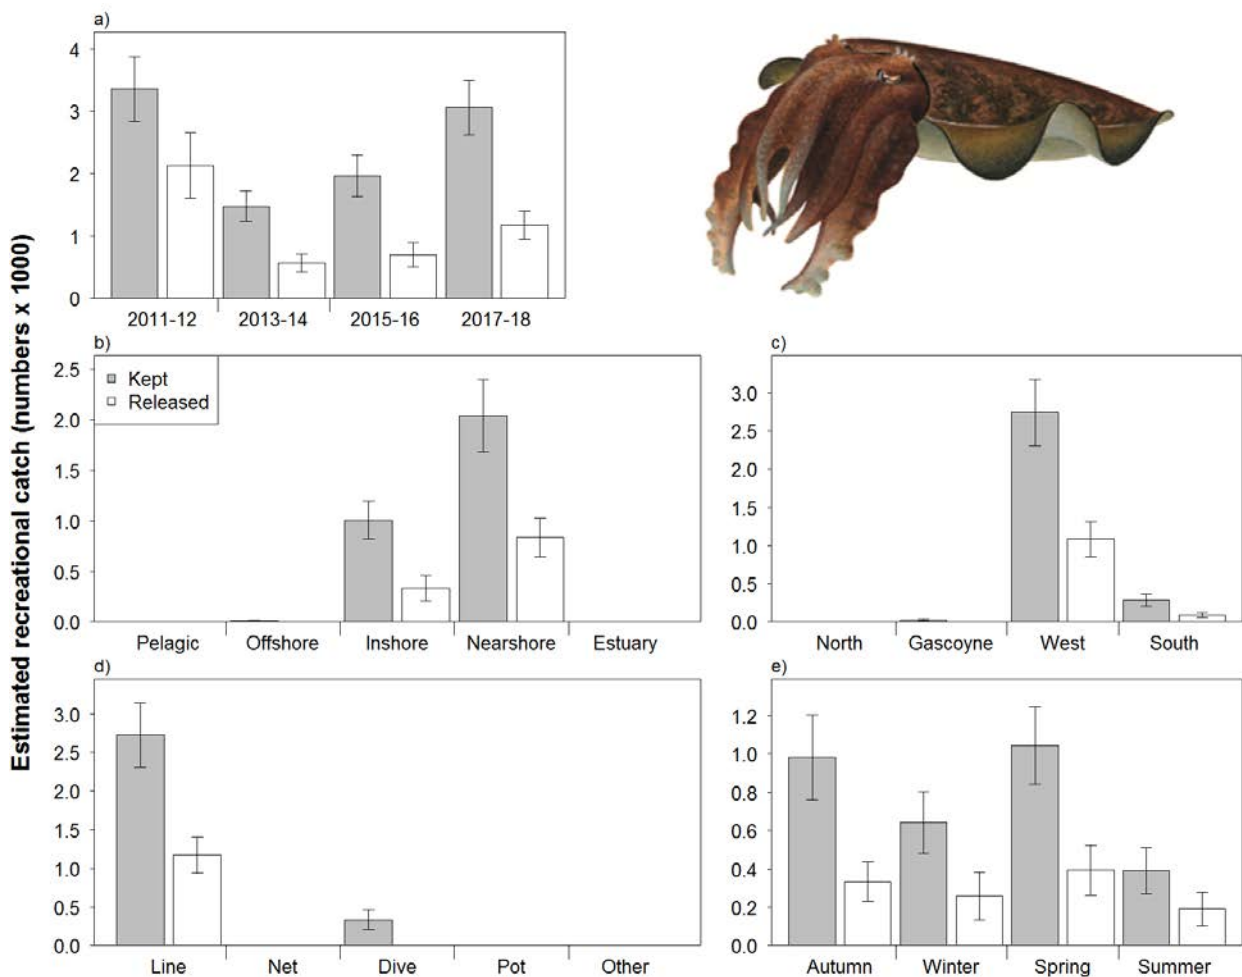 Estimated recreational catch (numbers x 1000)
a)
4
3
2
1
0
2011-12 2013-14 2015-16 2017-18
b)
Kept
Released
2.5
2.0
1.5
1.0
0.5
0.0
Pelagic Offshore Inshore Nearshore Estuary
c)
3.0
2.5
2.0
1.5
1.0
0.5
0.0
North Gascoyne West South
d)
3.0
2.5
2.0
1.5
1.0
0.5
0.0
Line Net Dive Pot Other
e)
1.2
1.0
0.8
0.6
0.4
0.2
0.0
Autumn Winter Spring Summer